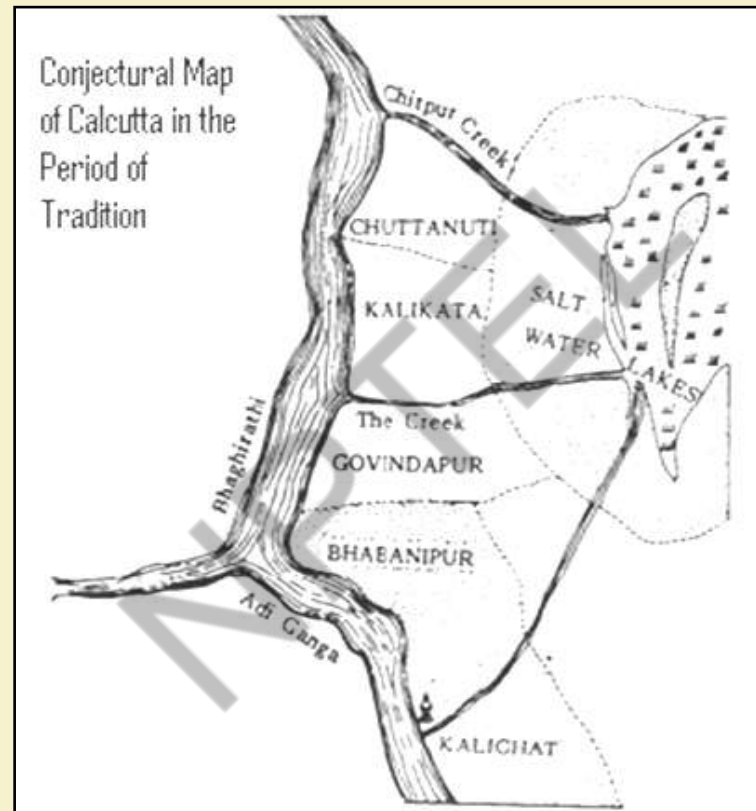 Conjectural Map
of Calcutta in the
Period of
Tradition
Chitpur Creek
CHUTTANUTI
KALIKATA
SALT
WATER
LAKES
The Creek
GOVINDAPUR
Bhaghirathi
BHABANIPUR
Adi Ganga
KALIGHAT
NPTEL